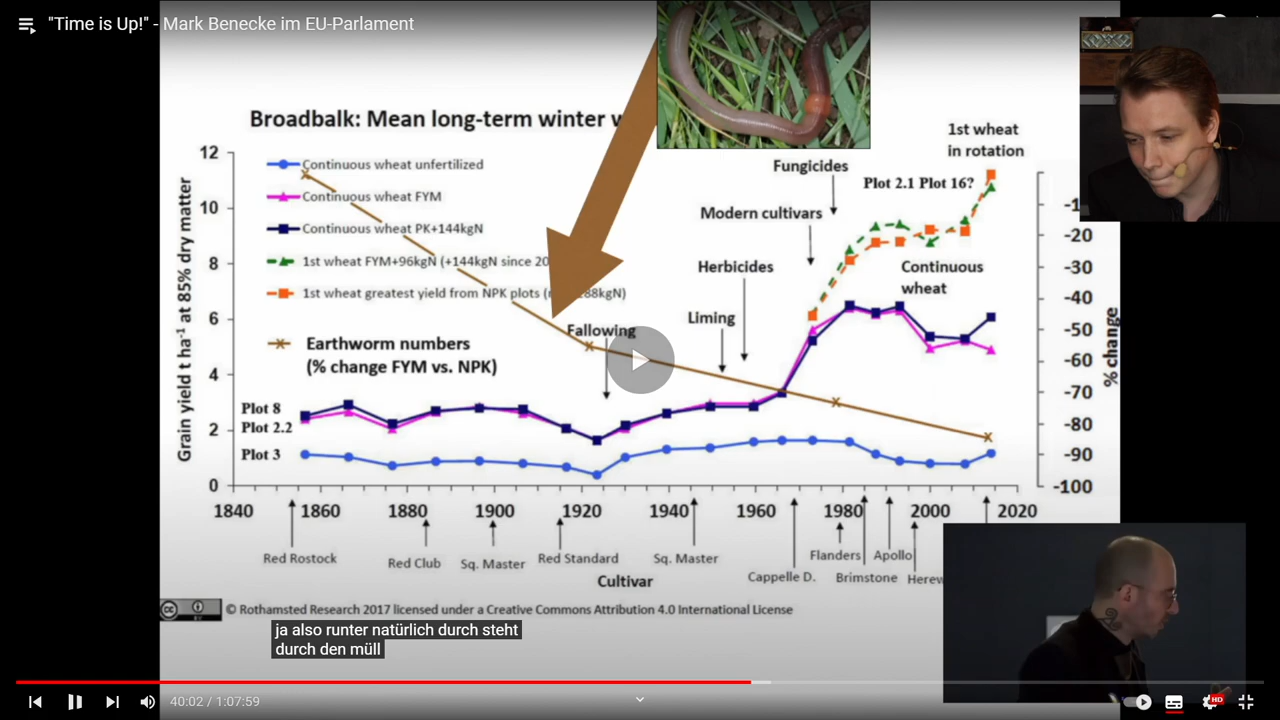 "Time is Up!" - Mark Benecke im EU-Parlament
Broadbalk: Mean long-term winter
1st wheat
in rotation
12
10
8
6
4
2
0
Grain yield t ha-1 at 85% dry matter
Continuous wheat unfertilized
Continuous wheat FYM
Continuous wheat PK+144kgN
1st wheat FYM+96kgN (+144kgN since 20
1st wheat greatest yield from NPK plots
88kgN)
Earthworm numbers
(% change FYM vs. NPK)
Fungicides
Plot 2.1 Plot 16?
Modern cultivars
Herbicides
Continuous
wheat
Liming
Fallowing
Plot 8
Plot 2.2
Plot 3
-20
-30
-40
-50
-60
-70
-80
-90
-100
% change
1840
1860
1880
1900
1920
1940
1960
1980
2000
2020
Red Rostock
Red Club
Sq. Master
Red Standard
Sq. Master
Cappelle D.
Flanders
Brimstone
Apollo
Herew
Cultivar
© Rothamsted Research 2017 licensed under a Creative Commons Attribution 4.0 International License
ja also runter natürlich durch steht
durch den müll
40:02 / 1:07:59
HD